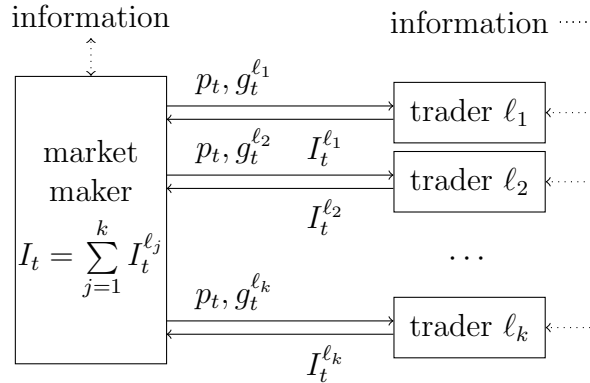 information
information
p_t, g_t^{ℓ_1}
trader ℓ_1
I_t^{ℓ_1}
market
maker
I_t = \sum_{j=1}^{k} I_t^{ℓ_j}
p_t, g_t^{ℓ_2}
trader ℓ_2
I_t^{ℓ_2}
...
p_t, g_t^{ℓ_k}
trader ℓ_k
I_t^{ℓ_k}